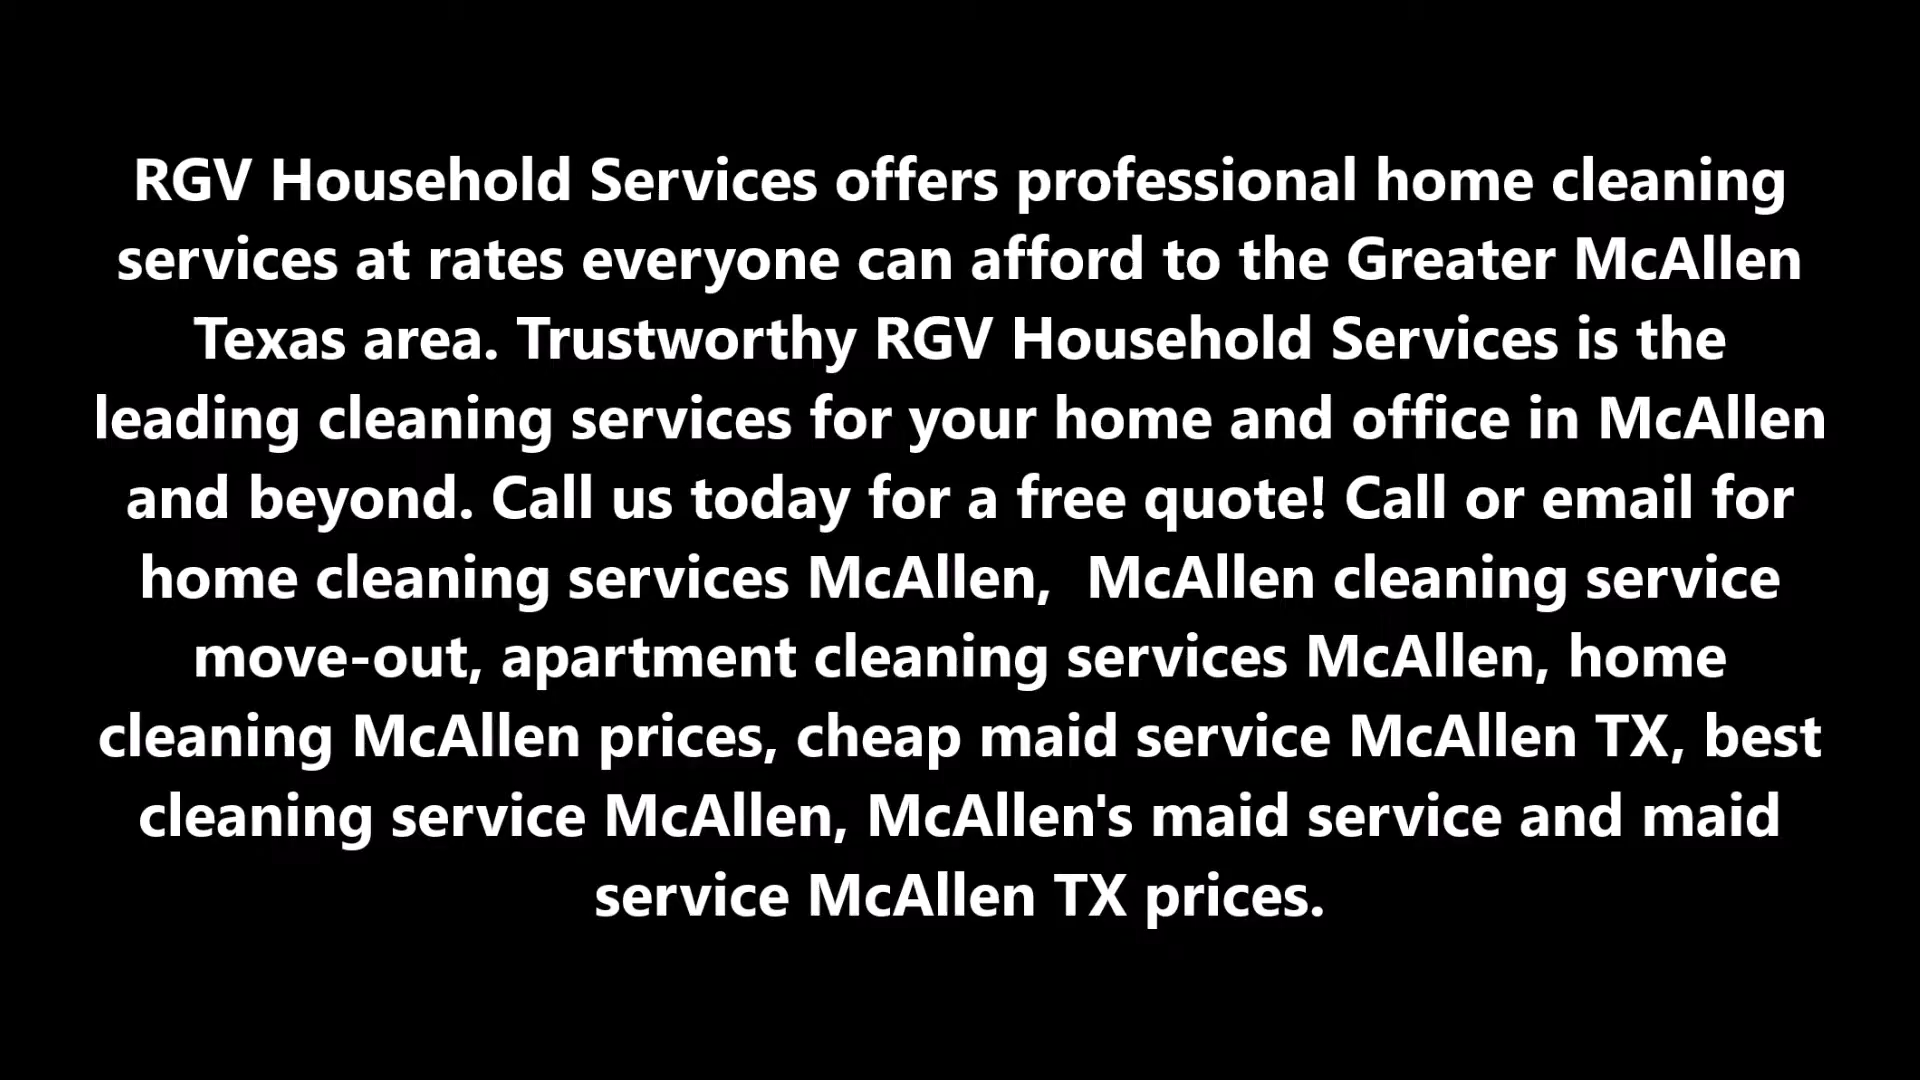 RGV Household Services offers professional home cleaning
services at rates everyone can afford to the Greater McAllen
Texas area. Trustworthy RGV Household Services is the
leading cleaning services for your home and office in McAllen
and beyond. Call us today for a free quote! Call or email for
home cleaning services McAllen,  McAllen cleaning service
move-out, apartment cleaning services McAllen, home
cleaning McAllen prices, cheap maid service McAllen TX, best
cleaning service McAllen, McAllen's maid service and maid
service McAllen TX prices.